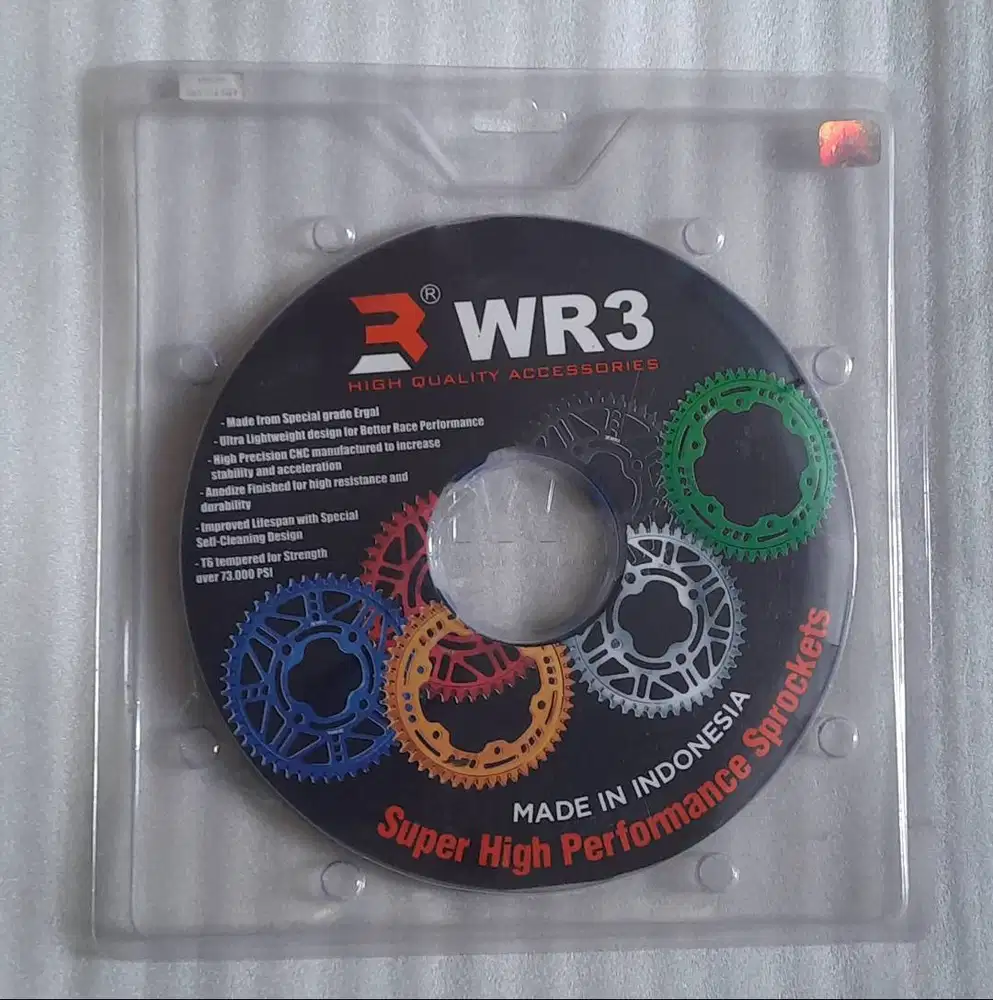 ®
WR3
HIGH QUALITY ACCESSORIES
- Made from Special grade Ergal
- Ultra Lightweight design for Better Race Performance
- High Precision CNC manufactured to increase
stability and acceleration
- Anodize Finished for high resistance and
durability
- Improved Lifespan with Special
Self-Cleaning Design
- T6 tempered for Strength
over 73.000 PSI
MADE IN INDONESIA
Super High Performance Sprockets